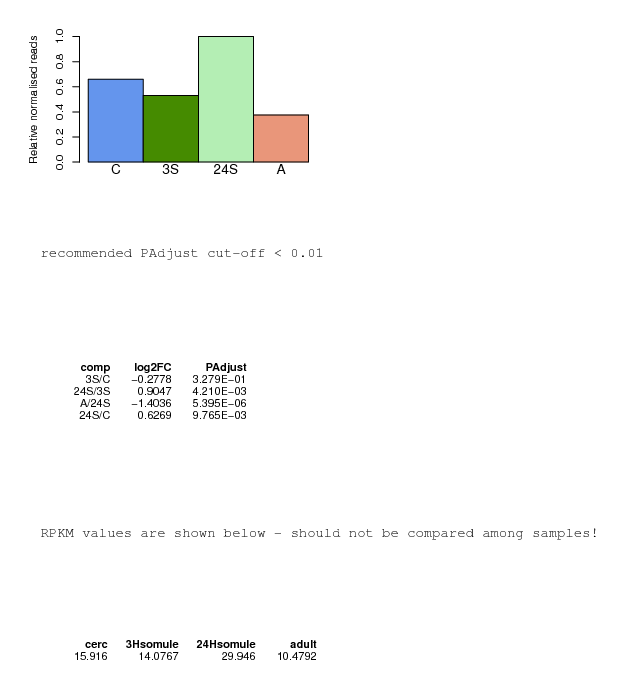 Relative normalised reads
1.0
0.8
0.6
0.4
0.2
0.0
C 3S 24S A
recommended PAdjust cut-off < 0.01
comp log2FC PAdjust
3S/C −0.2778 3.279E−01
24S/3S 0.9047 4.210E−03
A/24S −1.4036 5.395E−06
24S/C 0.6269 9.765E−03
RPKM values are shown below - should not be compared among samples!
cerc 3Hsomule 24Hsomule adult
15.916 14.0767 29.946 10.4792